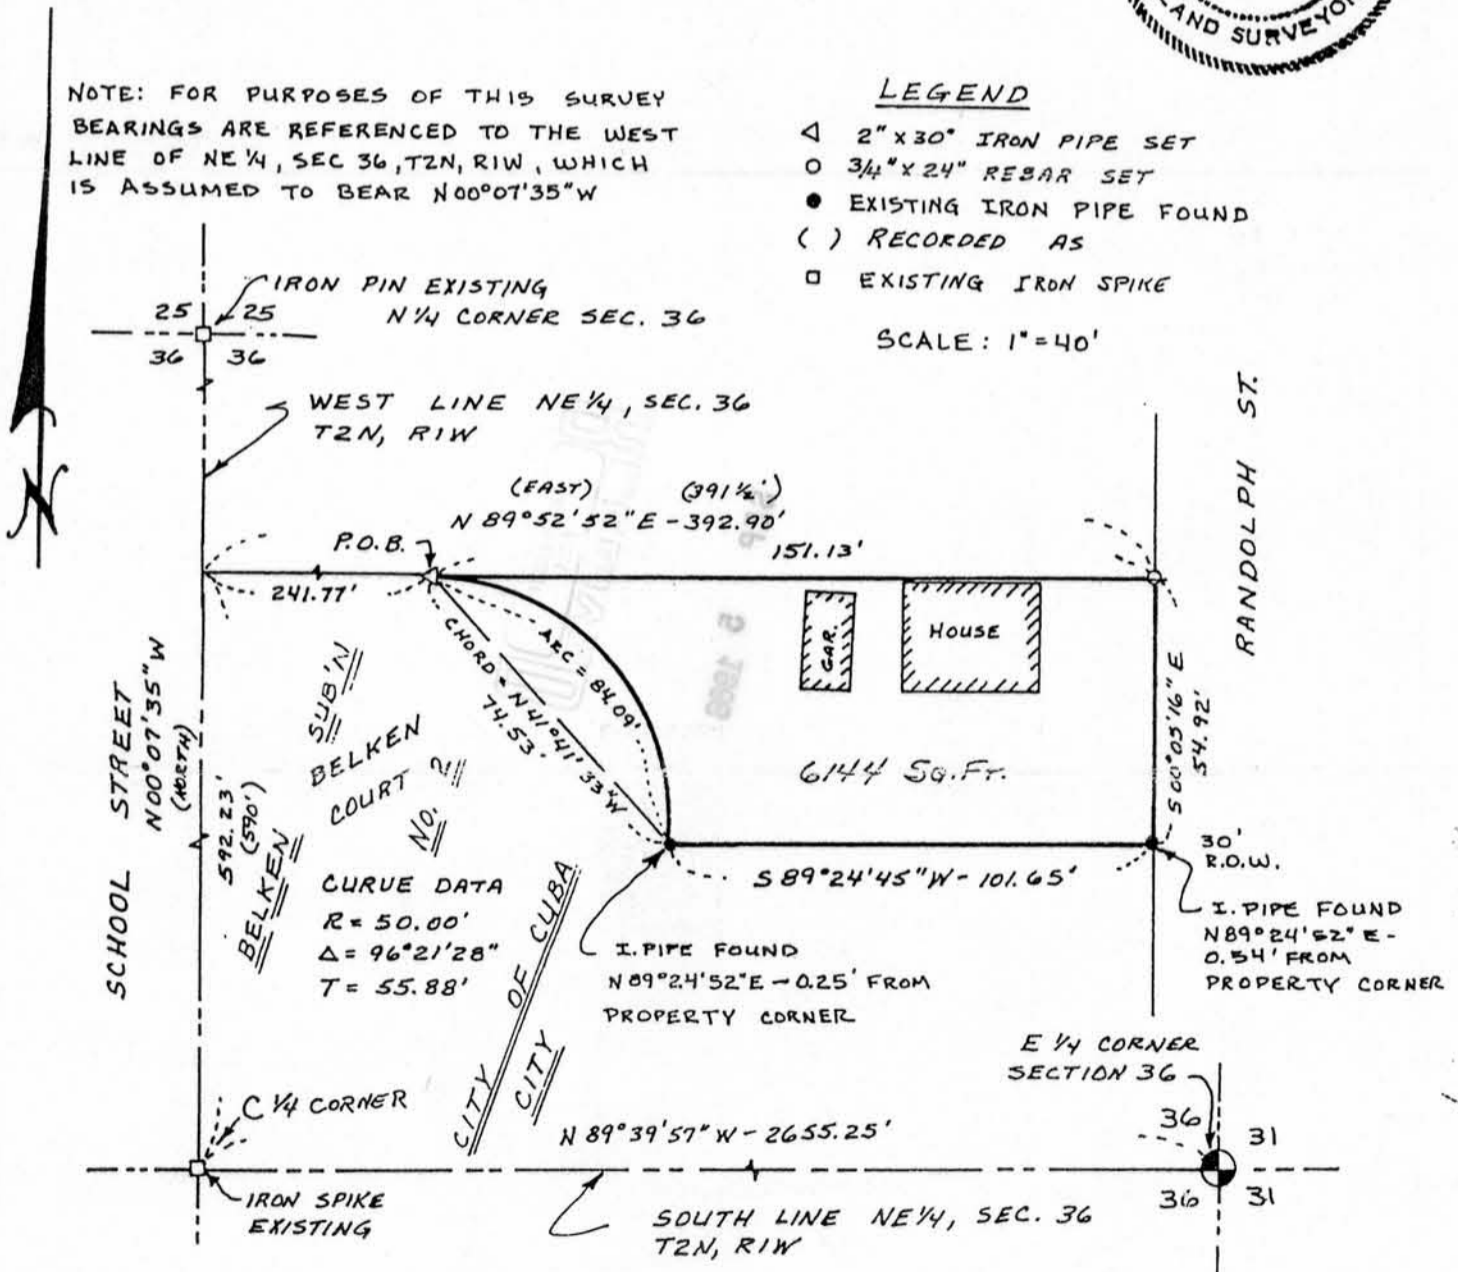 LAND SURVEYOR
NOTE: FOR PURPOSES OF THIS SURVEY
BEARINGS ARE REFERENCED TO THE WEST
LINE OF NE 1/4, SEC 36, T2N, R1W, WHICH
IS ASSUMED TO BEAR N00°07'35"W
LEGEND
2" x 30" IRON PIPE SET
3/4" x 24" REBAR SET
EXISTING IRON PIPE FOUND
( ) RECORDED AS
EXISTING IRON SPIKE
SCALE: 1" = 40'
N
IRON PIN EXISTING
N 1/4 CORNER SEC. 36
25 25
36 36
WEST LINE NE 1/4, SEC. 36
T2N, R1W
(EAST) (391 1/2')
N 89°52'52" E - 392.90'
P.O.B.
151.13'
241.77'
RANDOLPH ST.
GAR.
HOUSE
ARC = 84.09'
CHORD = N 41°41'33"W
74.53'
6144 SQ.FT.
S 00°05'16" E
54.92'
SCHOOL STREET
N00°07'35"W
(NORTH)
592.23'
(590')
BELKEN SUB'N
BELKEN
COURT
NO. 2
CURVE DATA
R = 50.00'
Δ = 96°21'28"
T = 55.88'
S 89°24'45" W - 101.65'
30'
R.O.W.
I. PIPE FOUND
N89°24'52" E -
0.54' FROM
PROPERTY CORNER
I. PIPE FOUND
N 89°24'52"E - 0.25' FROM
PROPERTY CORNER
CITY OF CUBA
CITY
E 1/4 CORNER
SECTION 36
36 31
36 31
C 1/4 CORNER
N 89°39'57" W - 2655.25'
IRON SPIKE
EXISTING
SOUTH LINE NE 1/4, SEC. 36
T2N, R1W